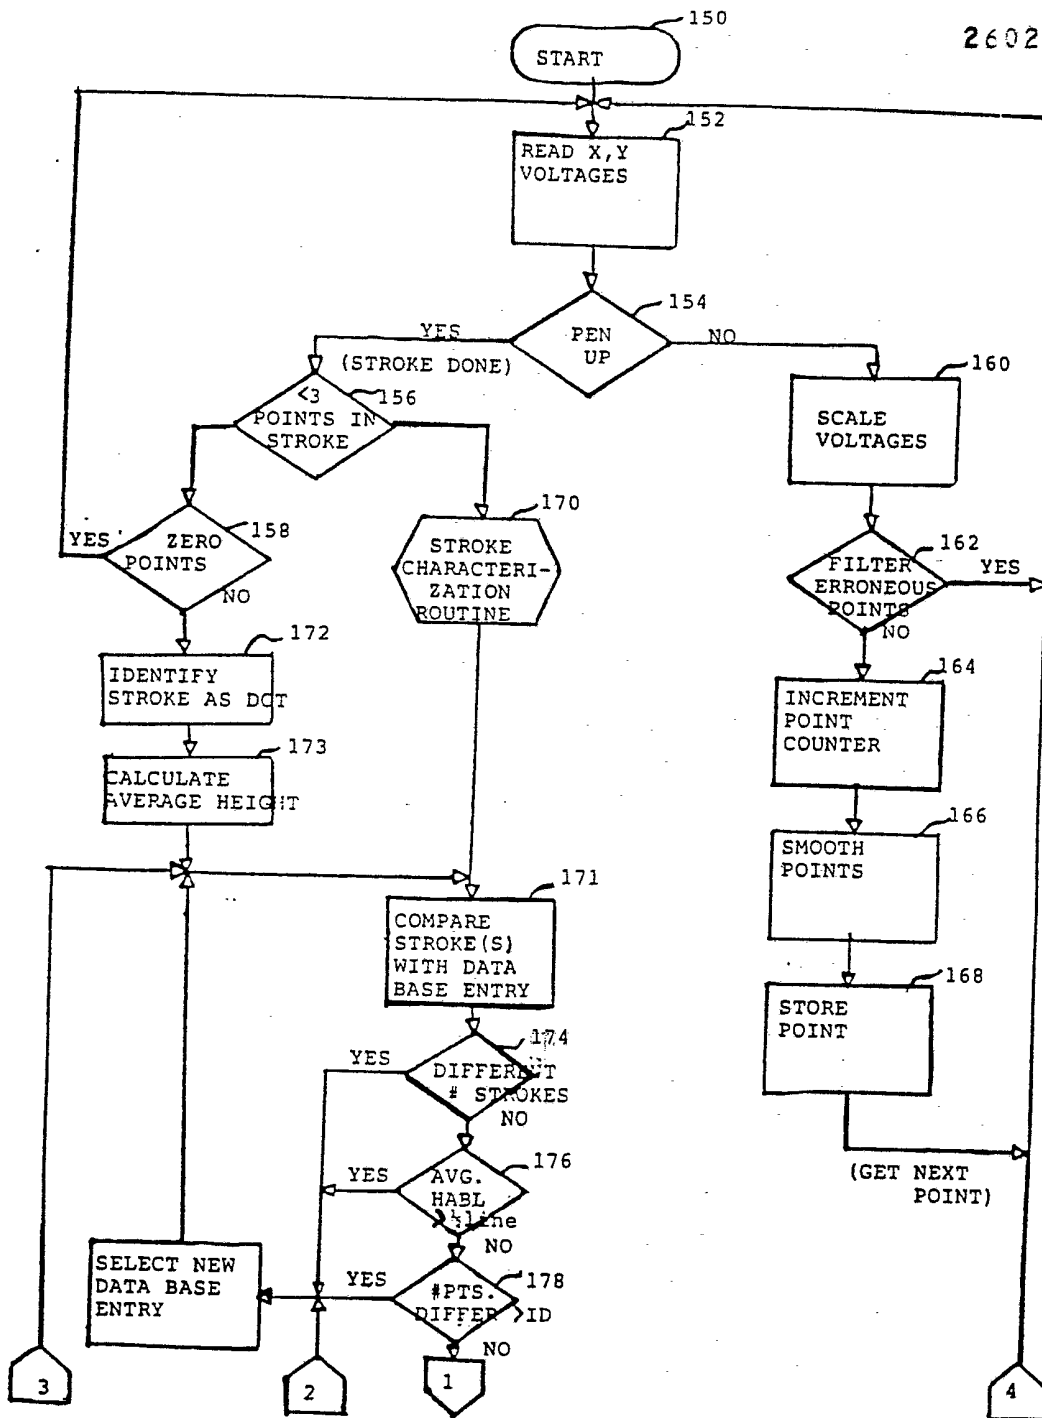 150
2602
START
152
READ X,Y
VOLTAGES
154
YES
PEN
UP
NO
(STROKE DONE)
160
<3
156
POINTS IN
STROKE
SCALE
VOLTAGES
170
158
YES
ZERO
POINTS
NO
STROKE
CHARACTERI-
ZATION
ROUTINE
162
FILTER
ERRONEOUS
POINTS
YES
NO
172
IDENTIFY
STROKE AS DOT
164
INCREMENT
POINT
COUNTER
173
CALCULATE
AVERAGE HEIGHT
166
SMOOTH
POINTS
171
COMPARE
STROKE(S)
WITH DATA
BASE ENTRY
168
STORE
POINT
174
YES
DIFFERENT
# STROKES
NO
176
YES
AVG.
HABL
>½line
NO
(GET NEXT
POINT)
SELECT NEW
DATA BASE
ENTRY
YES
178
#PTS.
DIFFER >ID
NO
3
2
1
4